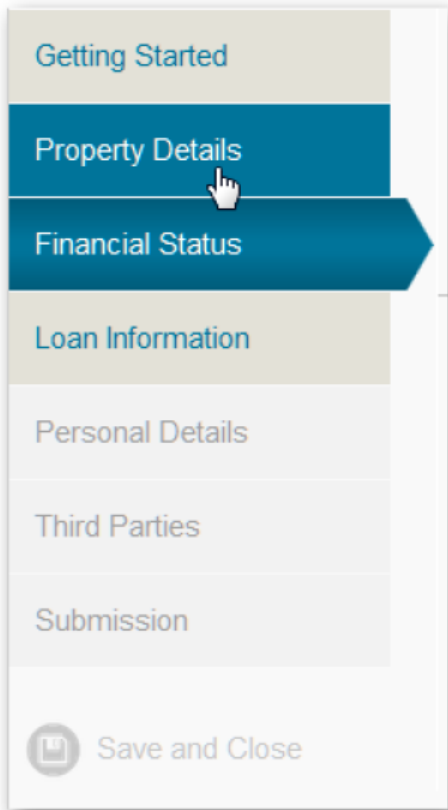 Getting Started
Property Details
Financial Status
Loan Information
Personal Details
Third Parties
Submission
Save and Close